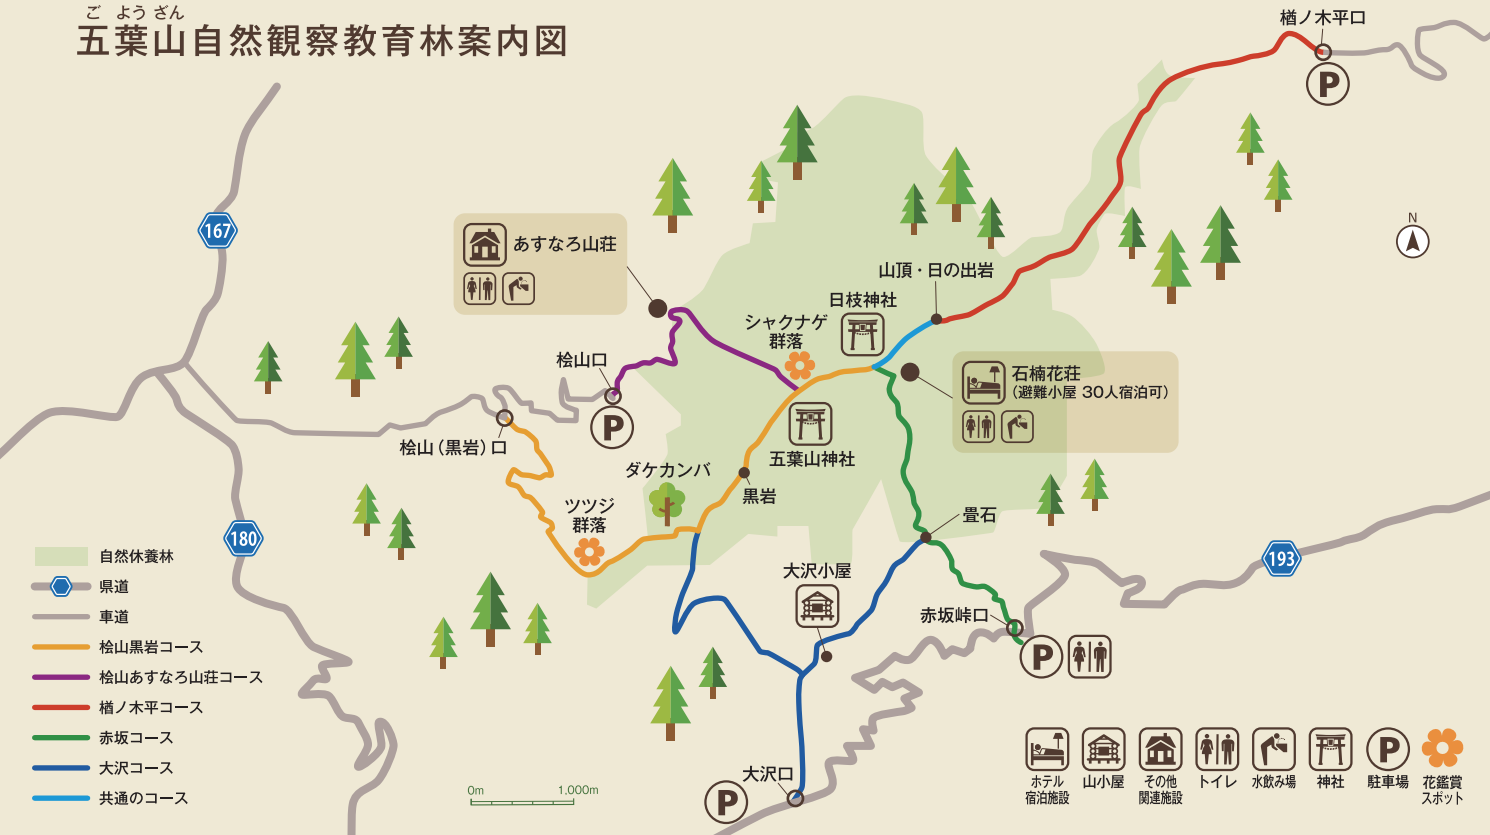 ご ようざん
五葉山自然観察教育林案内図
楢ノ木平口
P
167
あすなろ山荘
N
山頂・日の出岩
日枝神社
シャクナゲ
群落
桧山口
P
石楠花荘
（避難小屋 30人宿泊可）
桧山（黒岩）口
五葉山神社
ダケカンバ
黒岩
ツツジ
群落
畳石
180
193
大沢小屋
赤坂峠口
P
自然休養林
県道
車道
桧山黒岩コース
桧山あすなろ山荘コース
楢ノ木平コース
赤坂コース
大沢コース
共通のコース
0m 1,000m
大沢口
P
P
ホテル
宿泊施設
山小屋
その他
関連施設
トイレ
水飲み場
神社
駐車場
花鑑賞
スポット